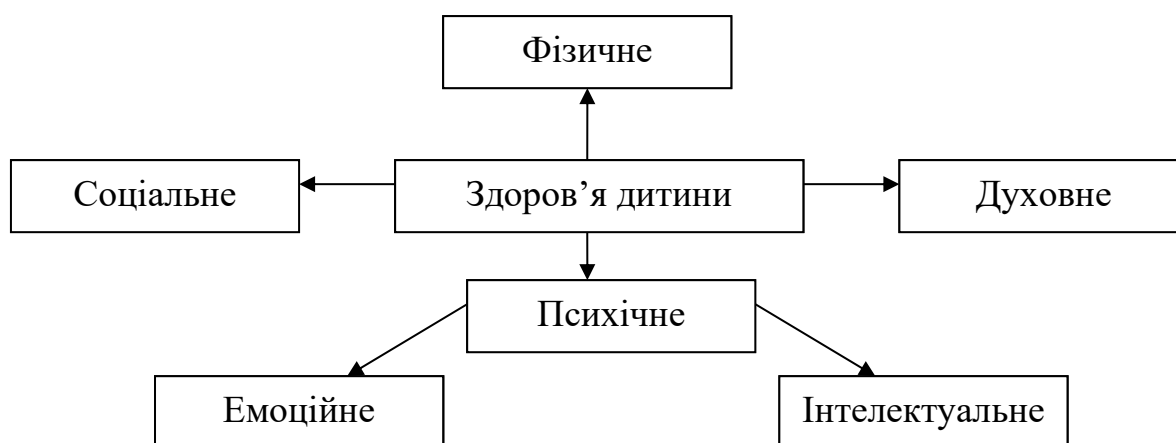 Фізичне
Соціальне
Здоров’я дитини
Духовне
Психічне
Емоційне
Інтелектуальне